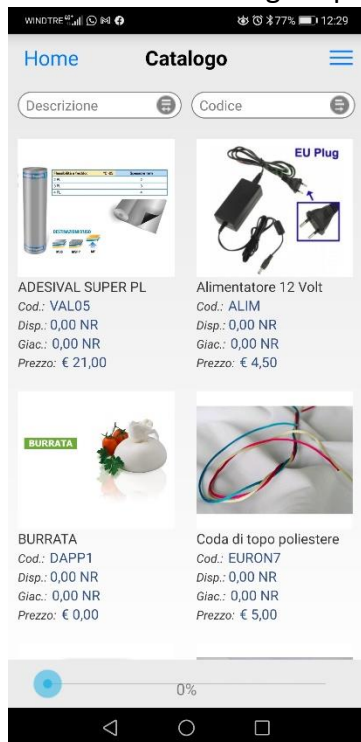 WINDTRE 77% 12:29
Home Catalogo
Descrizione Codice
EU Plug
ADESIVAL SUPER PL
Cod.: VAL05
Disp.: 0,00 NR
Giac.: 0,00 NR
Prezzo: € 21,00
Alimentatore 12 Volt
Cod.: ALIM
Disp.: 0,00 NR
Giac.: 0,00 NR
Prezzo: € 4,50
BURRATA
BURRATA
Cod.: DAPP1
Disp.: 0,00 NR
Giac.: 0,00 NR
Prezzo: € 0,00
Coda di topo poliestere
Cod.: EURON7
Disp.: 0,00 NR
Giac.: 0,00 NR
Prezzo: € 5,00
0%